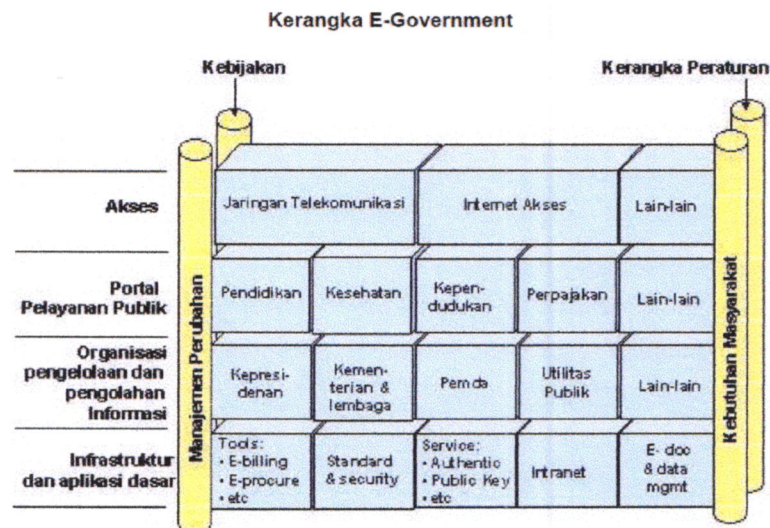 Kerangka E-Government
Kebijakan
Kerangka Peraturan
Akses
Jaringan Telekomunikasi
Internet Akses
Lain-lain
Portal
Pelayanan Publik
Pendidikan
Kesehatan
Kepen-
dudukan
Perpajakan
Lain-lain
Organisasi
pengelolaan dan
pengolahan
Informasi
Kepresi-
denan
Kemen-
terian &
lembaga
Pemda
Utilitas
Publik
Lain-lain
Infrastruktur
dan aplikasi dasar
Tools:
• E-billing
• E-procure
• etc
Standard
& security
Service:
• Authentic
• Public Key
• etc
Intranet
E- doc
& data
mgmt
Manajemen Perubahan
Kebutuhan Masyarakat